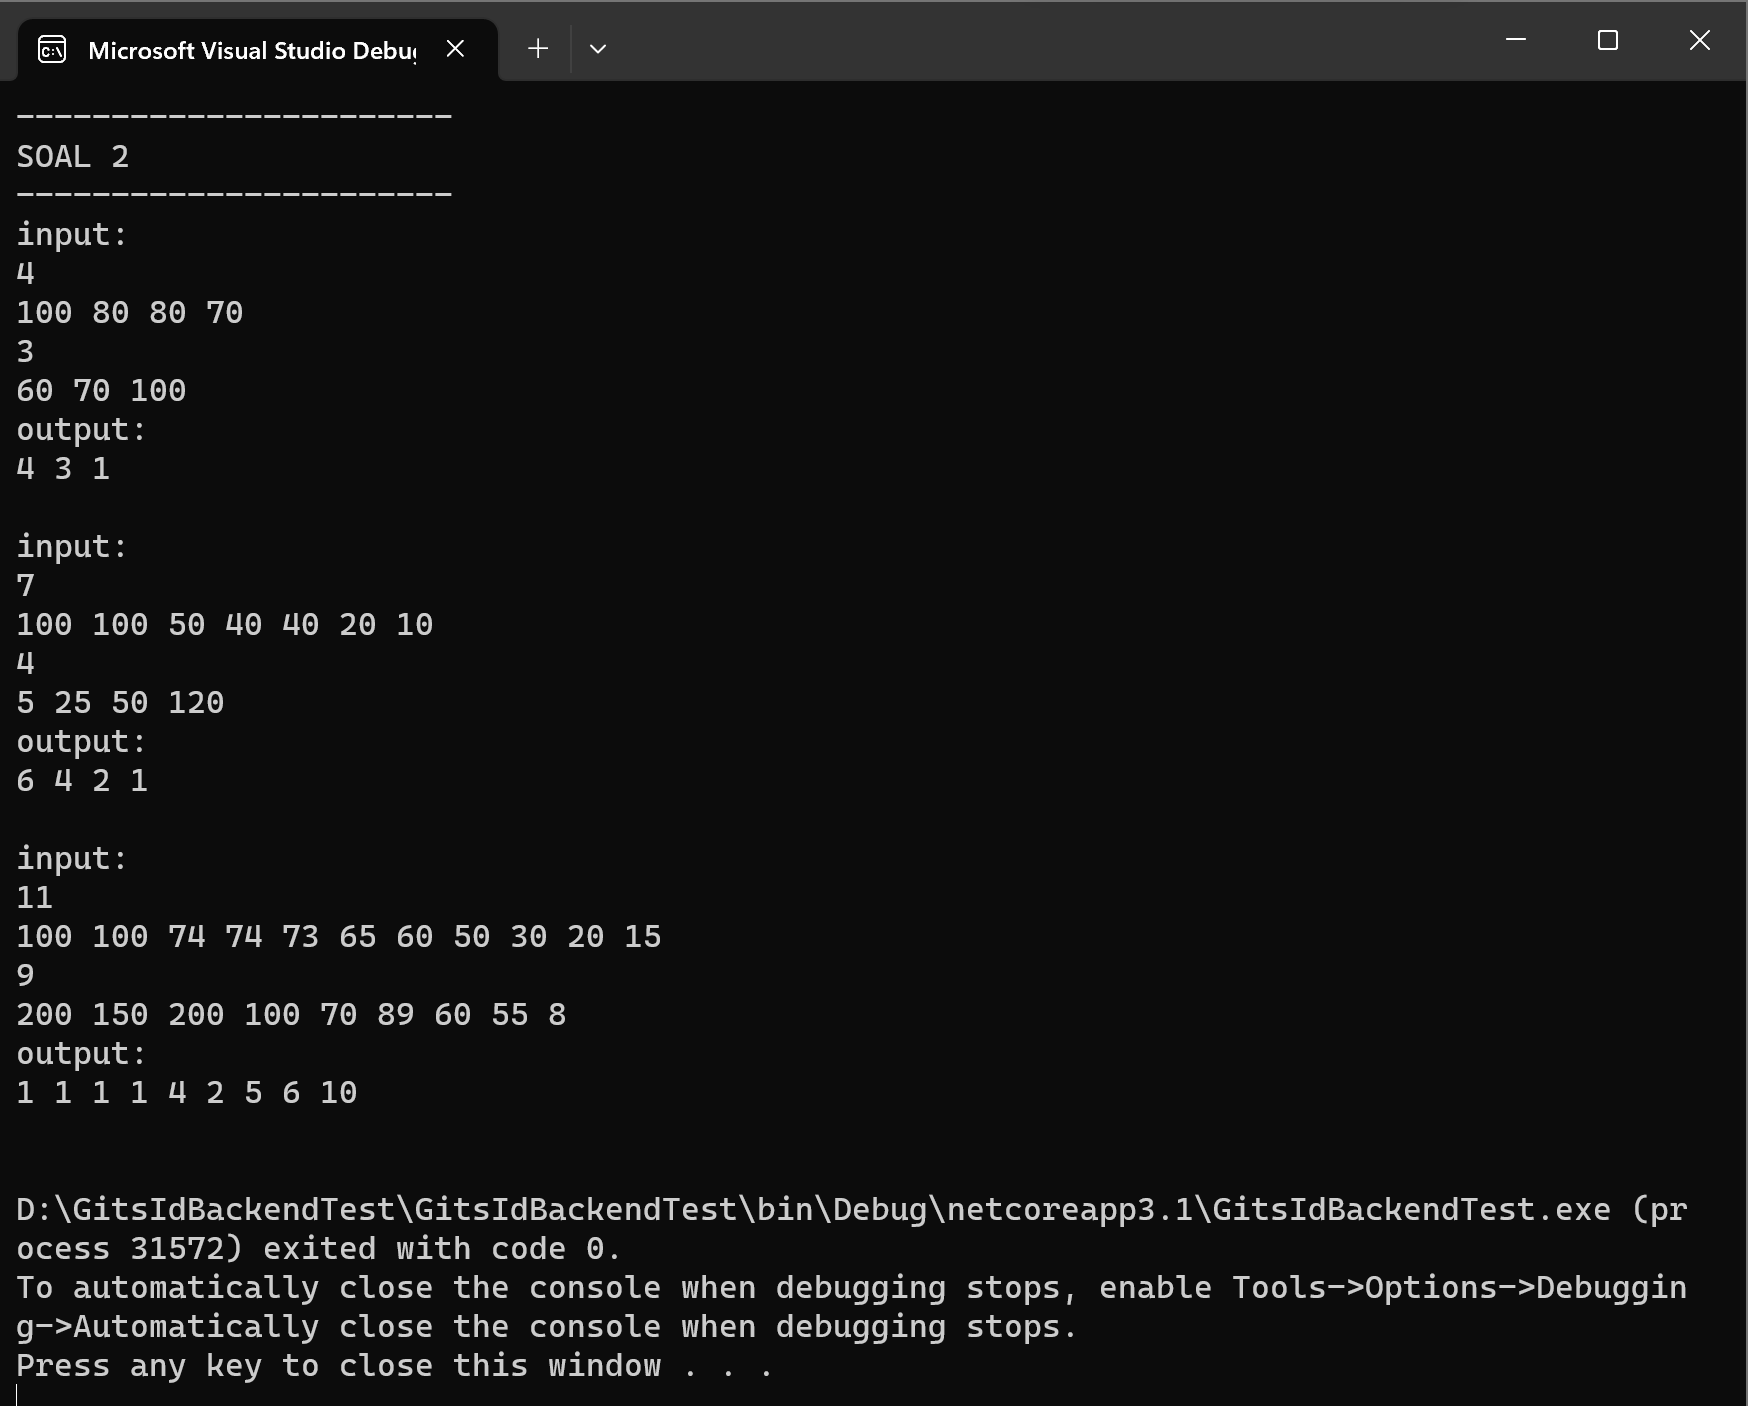 Microsoft Visual Studio Debu
-----------------------
SOAL 2
-----------------------
input:
4
100 80 80 70
3
60 70 100
output:
4 3 1
input:
7
100 100 50 40 40 20 10
4
5 25 50 120
output:
6 4 2 1
input:
11
100 100 74 74 73 65 60 50 30 20 15
9
200 150 200 100 70 89 60 55 8
output:
1 1 1 1 4 2 5 6 10
D:\GitsIdBackendTest\GitsIdBackendTest\bin\Debug\netcoreapp3.1\GitsIdBackendTest.exe (pr
ocess 31572) exited with code 0.
To automatically close the console when debugging stops, enable Tools->Options->Debuggin
g->Automatically close the console when debugging stops.
Press any key to close this window . . .